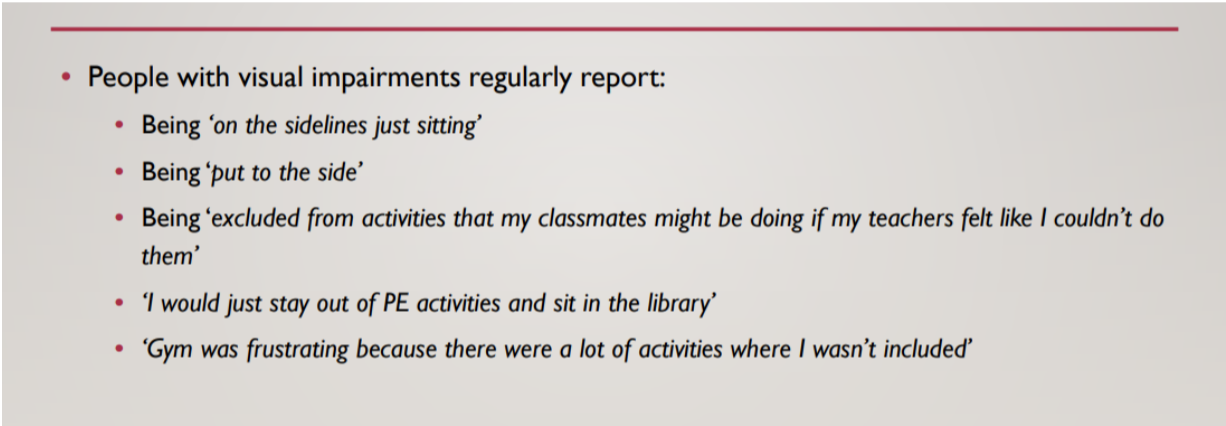 • People with visual impairments regularly report:
• Being ‘on the sidelines just sitting’
• Being ‘put to the side’
• Being ‘excluded from activities that my classmates might be doing if my teachers felt like I couldn’t do
them’
• ‘I would just stay out of PE activities and sit in the library’
• ‘Gym was frustrating because there were a lot of activities where I wasn’t included’